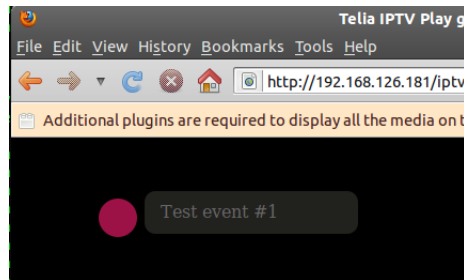 Telia IPTV Play g
File Edit View History Bookmarks Tools Help
http://192.168.126.181/iptv
Additional plugins are required to display all the media on t
Test event #1